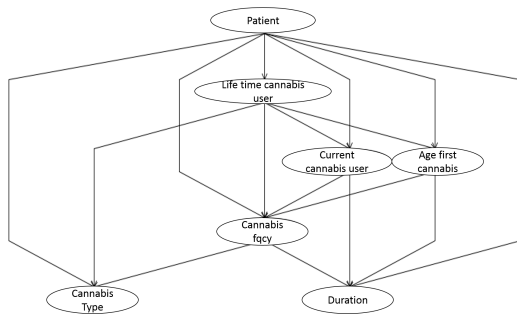 Patient
Life time cannabis
user
Current
cannabis user
Age first
cannabis
Cannabis
fqcy
Cannabis
Type
Duration